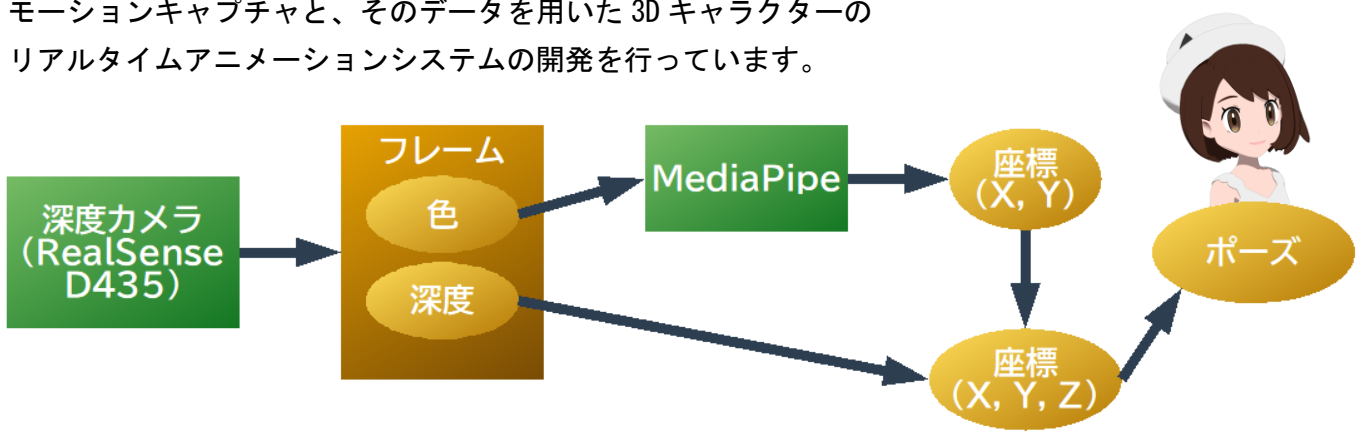 モーションキャプチャと、そのデータを用いた 3D キャラクターの
リアルタイムアニメーションシステムの開発を行っています。
深度カメラ
(RealSense
D435)
フレーム
色
深度
MediaPipe
座標
(X, Y)
座標
(X, Y, Z)
ポーズ